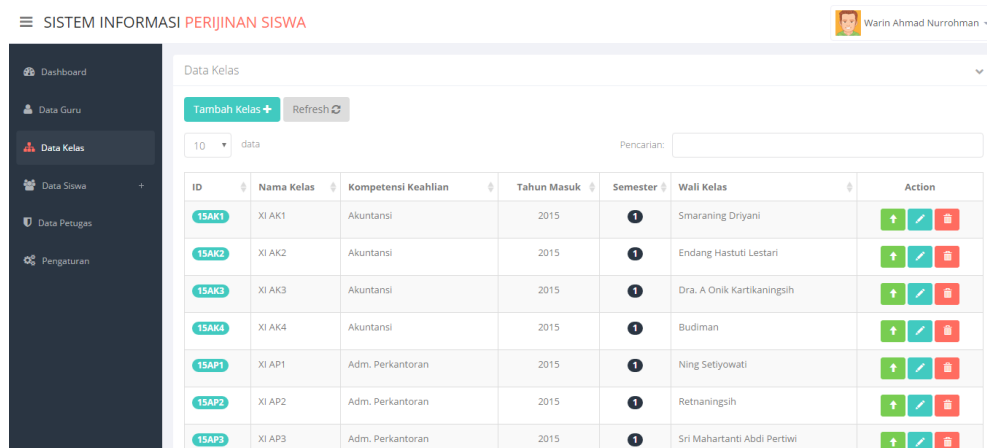 SISTEM INFORMASI PERIJINAN SISWA
Warin Ahmad Nurrohman
Dashboard
Data Guru
Data Kelas
Data Siswa +
Data Petugas
Pengaturan
Data Kelas
Tambah Kelas + Refresh
10 data Pencarian:
ID Nama Kelas Kompetensi Keahlian Tahun Masuk Semester Wali Kelas Action
15AK1 XI AK1 Akuntansi 2015 1 Smaraning Driyani
15AK2 XI AK2 Akuntansi 2015 1 Endang Hastuti Lestari
15AK3 XI AK3 Akuntansi 2015 1 Dra. A Onik Kartikaningsih
15AK4 XI AK4 Akuntansi 2015 1 Budiman
15AP1 XI AP1 Adm. Perkantoran 2015 1 Ning Setiyowati
15AP2 XI AP2 Adm. Perkantoran 2015 1 Retnaningsih
15AP3 XI AP3 Adm. Perkantoran 2015 1 Sri Mahartanti Abdi Pertiwi